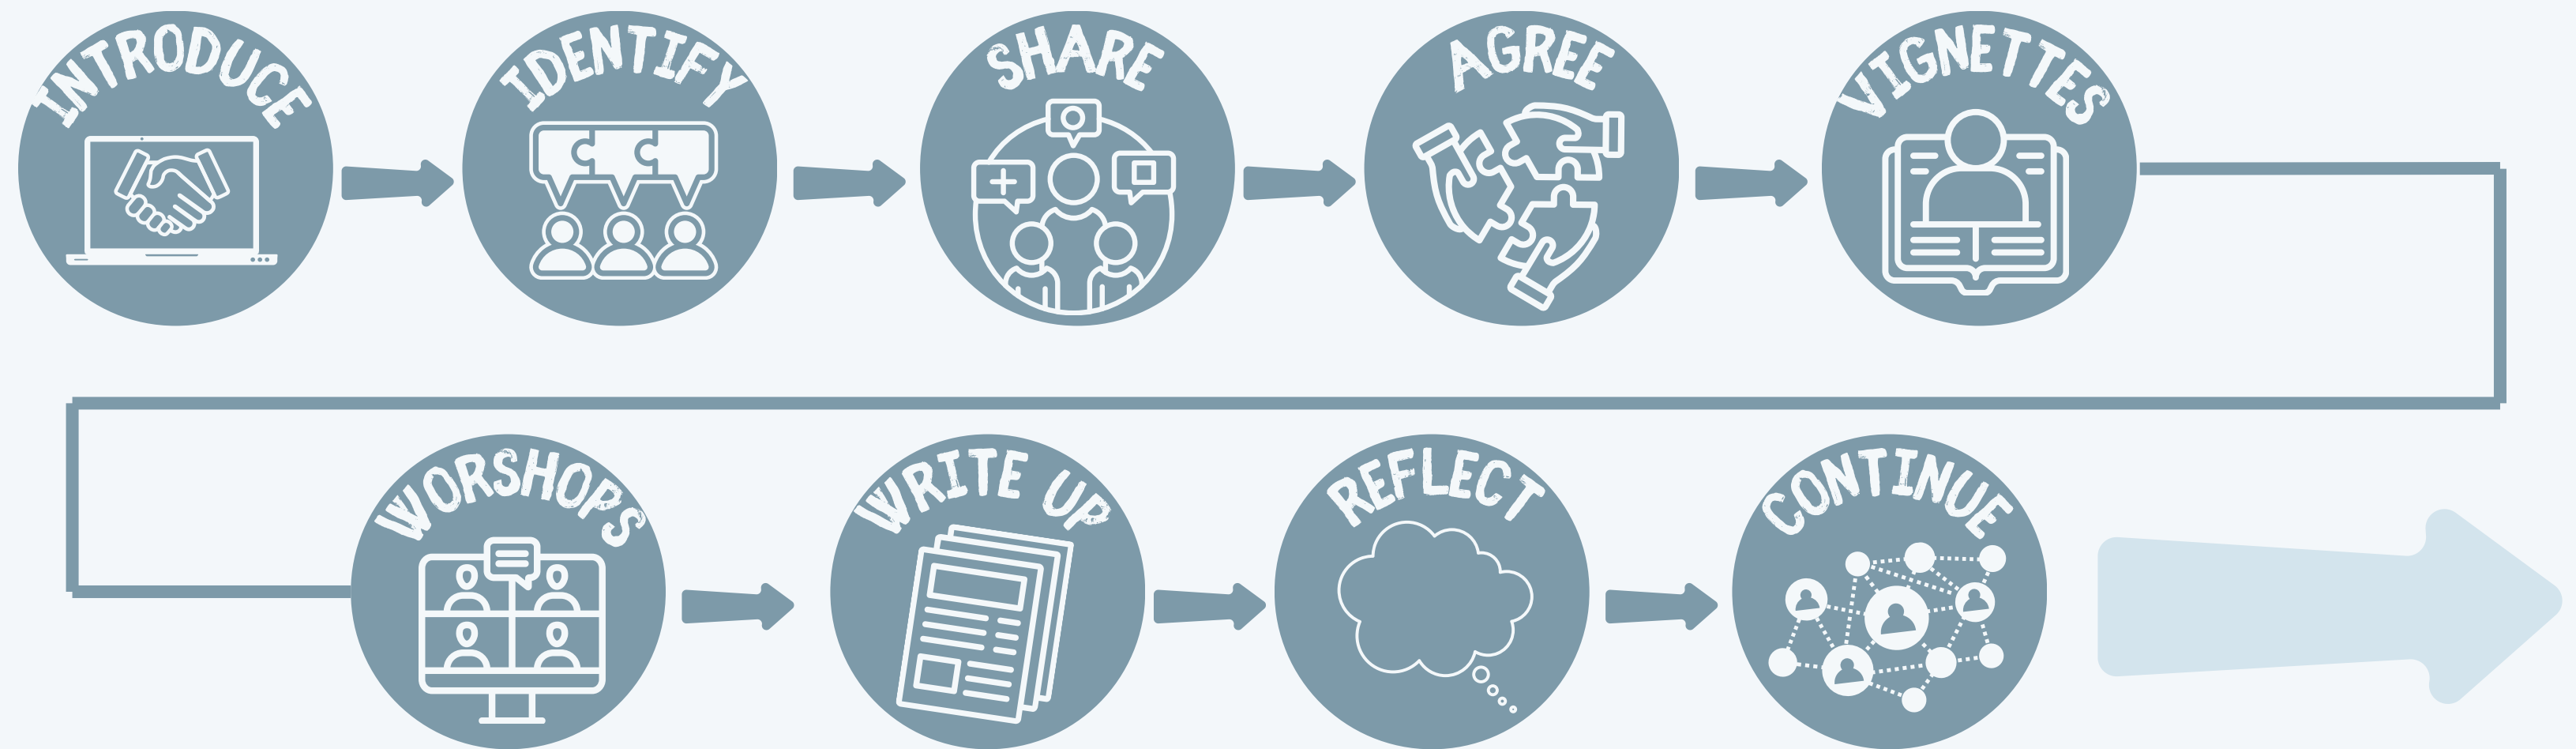 INTRODUCE
IDENTIFY
SHARE
AGREE
VIGNETTES
WORSHOPS
WRITE UP
REFLECT
CONTINUE